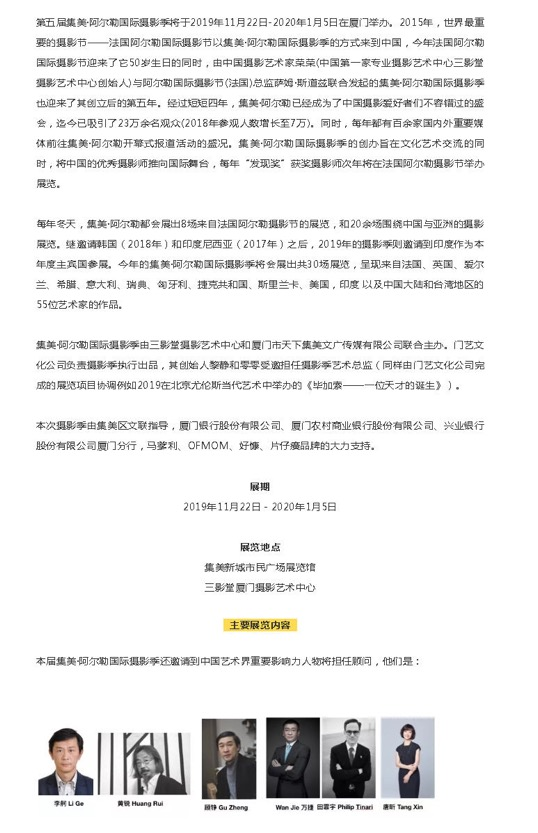 第五届集美·阿尔勒国际摄影季将于2019年11月22日-2020年1月5日在厦门举办。2015年，世界最重
要的摄影节——法国阿尔勒国际摄影节以集美·阿尔勒国际摄影季的方式来到中国，今年法国阿尔勒
国际摄影节迎来了它50岁生日的同时，由中国摄影艺术家荣荣(中国第一家专业摄影艺术中心三影堂
摄影艺术中心创始人)与阿尔勒国际摄影节(法国)总监萨姆·斯道兹联合发起的集美·阿尔勒国际摄影季
也迎来了其创立后的第五年。经过短短四年，集美·阿尔勒已经成为了中国摄影爱好者们不容错过的盛
会，迄今已吸引了23万余名观众(2018年参观人数增长至7万)。同时，每年都有百余家国内外重要媒
体前往集美·阿尔勒开幕式报道活动的盛况。集美·阿尔勒国际摄影季的创办旨在文化艺术交流的同
时，将中国的优秀摄影师推向国际舞台，每年“发现奖”获奖摄影师次年将在法国阿尔勒摄影节举办
展览。
每年冬天，集美·阿尔勒都会展出8场来自法国阿尔勒摄影节的展览，和20余场围绕中国与亚洲的摄影
展览。继邀请韩国（2018年）和印度尼西亚（2017年）之后，2019年的摄影季则邀请到印度作为本
年度主宾国参展。今年的集美·阿尔勒国际摄影季将会展出共30场展览，呈现来自法国、英国、爱尔
兰、希腊、意大利、瑞典、匈牙利、捷克共和国、斯里兰卡、美国，印度 以及中国大陆和台湾地区的
55位艺术家的作品。
集美·阿尔勒国际摄影季由三影堂摄影艺术中心和厦门市天下集美文广传媒有限公司联合主办。门艺文
化公司负责摄影季执行出品，其创始人黎静和零零受邀担任摄影季艺术总监（同样由门艺文化公司完
成的展览项目协调例如2019在北京尤伦斯当代艺术中举办的《毕加索——一位天才的诞生》）。
本次摄影季由集美区文联指导，厦门银行股份有限公司、厦门农村商业银行股份有限公司、兴业银行
股份有限公司厦门分行，马爹利、OFMOM、好慷、片仔癀品牌的大力支持。
展期
2019年11月22日 - 2020年1月5日
展览地点
集美新城市民广场展览馆
三影堂厦门摄影艺术中心
主要展览内容
本届集美·阿尔勒国际摄影季还邀请到中国艺术界重要影响力人物将担任顾问，他们是：
李舸 Li Ge
黄锐 Huang Rui
顾铮 Gu Zheng
Wan Jie 万捷
田霏宇 Philip Tinari
唐昕 Tang Xin